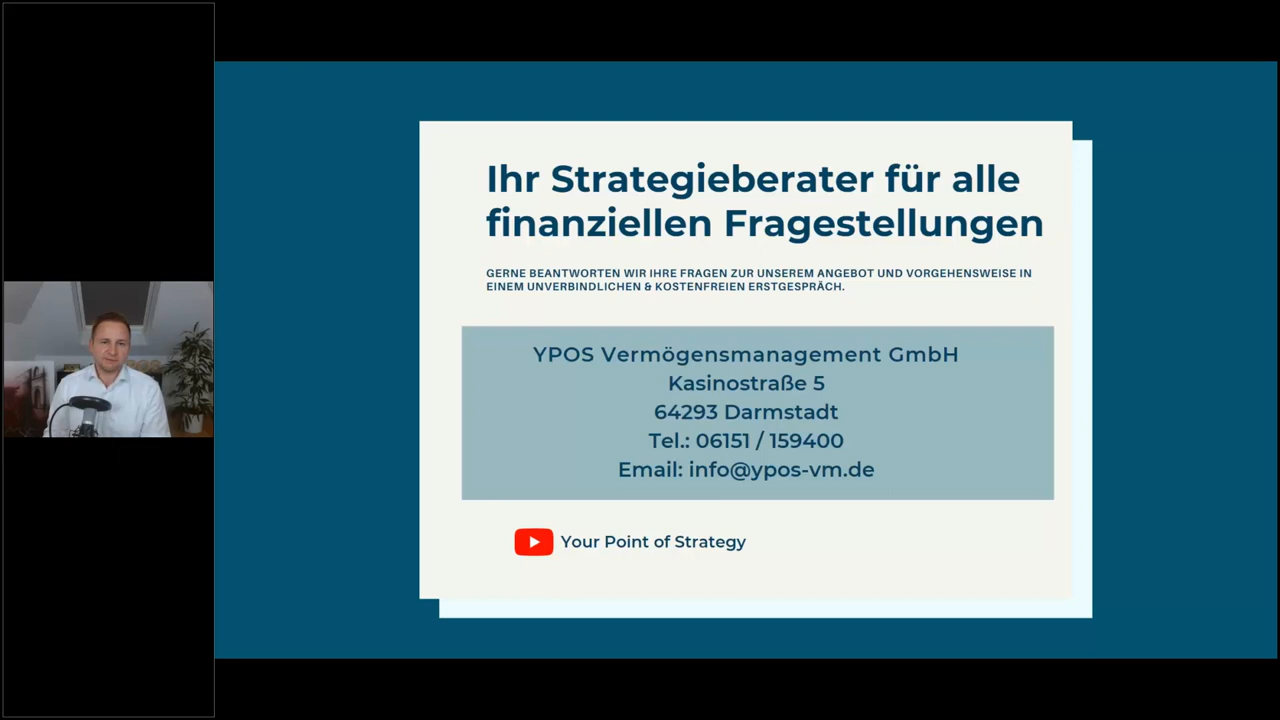 Ihr Strategieberater für alle
finanziellen Fragestellungen
GERNE BEANTWORTEN WIR IHRE FRAGEN ZUR UNSEREM ANGEBOT UND VORGEHENSWEISE IN
EINEM UNVERBINDLICHEN & KOSTENFREIEN ERSTGESPRÄCH.
YPOS Vermögensmanagement GmbH
Kasinostraße 5
64293 Darmstadt
Tel.: 06151 / 159400
Email: info@ypos-vm.de
Your Point of Strategy